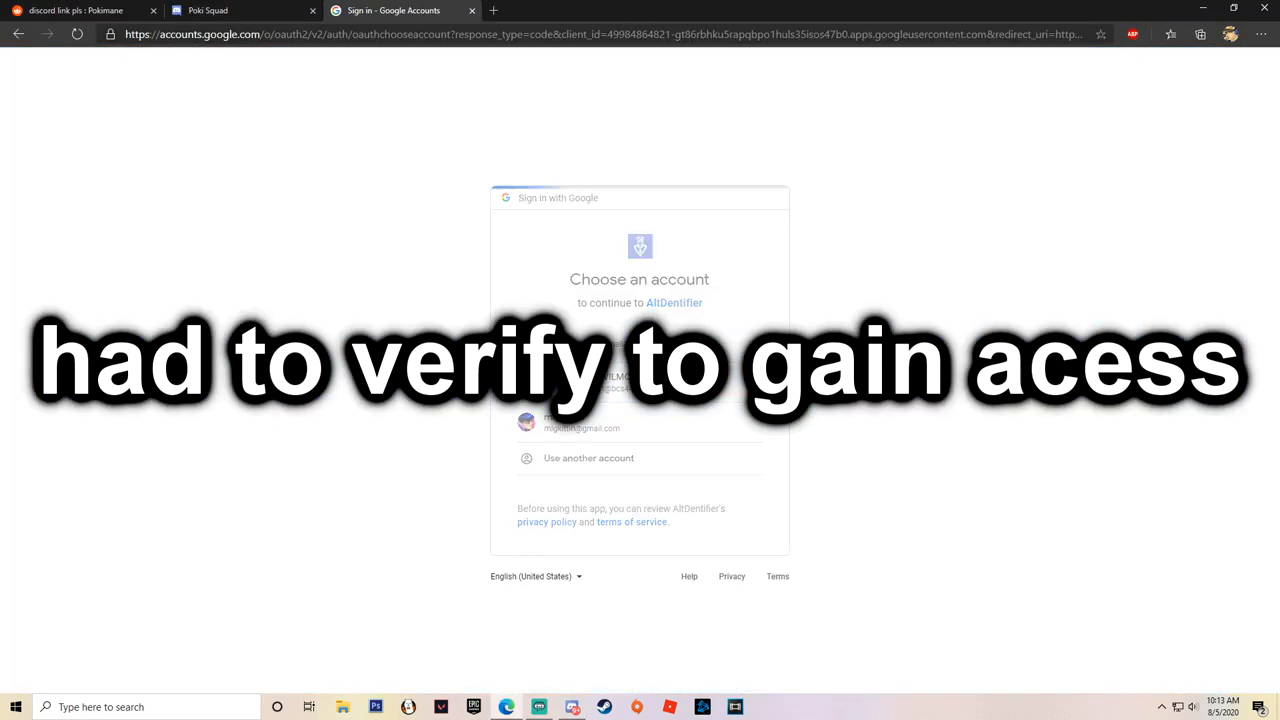 discord link pls : Pokimane
Poki Squad
Sign in - Google Accounts
https://accounts.google.com/o/oauth2/v2/auth/oauthchooseaccount?response_type=code&client_id=49984864821-gt86rbhku5rapqbpo1huls35isos47b0.apps.googleusercontent.com&redirect_uri=http...
ABP
Sign in with Google
Choose an account
to continue to AltDentifier
had to verify to gain acess
mlgkittin@gmail.com
Use another account
Before using this app, you can review AltDentifier's
privacy policy and terms of service.
English (United States)
Help
Privacy
Terms
Type here to search
10:13 AM
8/5/2020